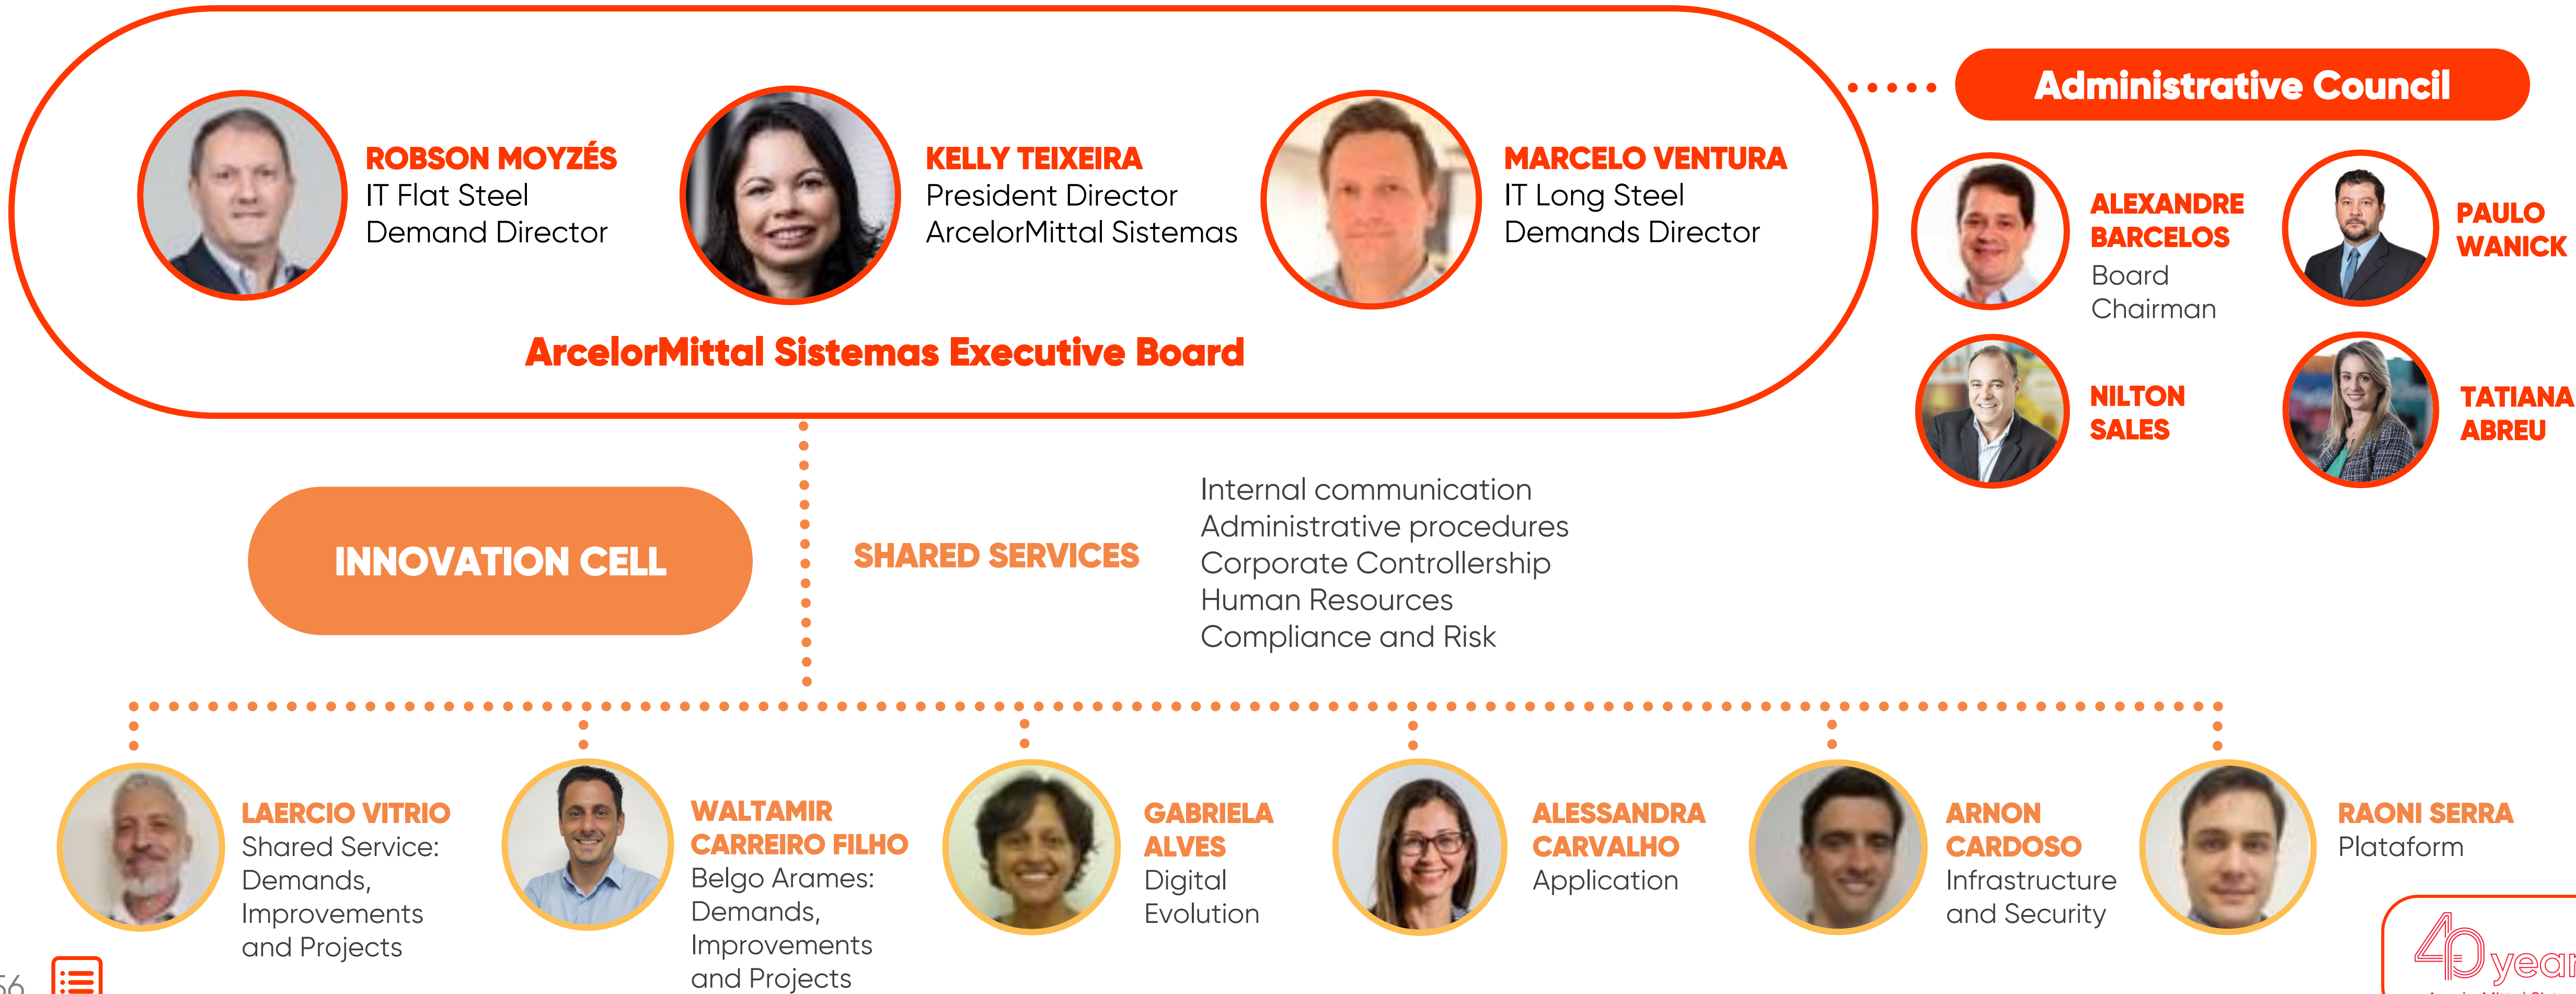 ROBSON MOYZÉS
IT Flat Steel
Demand Director
KELLY TEIXEIRA
President Director
ArcelorMittal Sistemas
MARCELO VENTURA
IT Long Steel
Demands Director
ArcelorMittal Sistemas Executive Board
Administrative Council
ALEXANDRE
BARCELOS
Board
Chairman
PAULO
WANICK
NILTON
SALES
TATIANA
ABREU
INNOVATION CELL
SHARED SERVICES
Internal communication
Administrative procedures
Corporate Controllership
Human Resources
Compliance and Risk
LAERCIO VITRIO
Shared Service:
Demands,
Improvements
and Projects
WALTAMIR
CARREIRO FILHO
Belgo Arames:
Demands,
Improvements
and Projects
GABRIELA
ALVES
Digital
Evolution
ALESSANDRA
CARVALHO
Application
ARNON
CARDOSO
Infrastructure
and Security
RAONI SERRA
Plataform
56
40 year